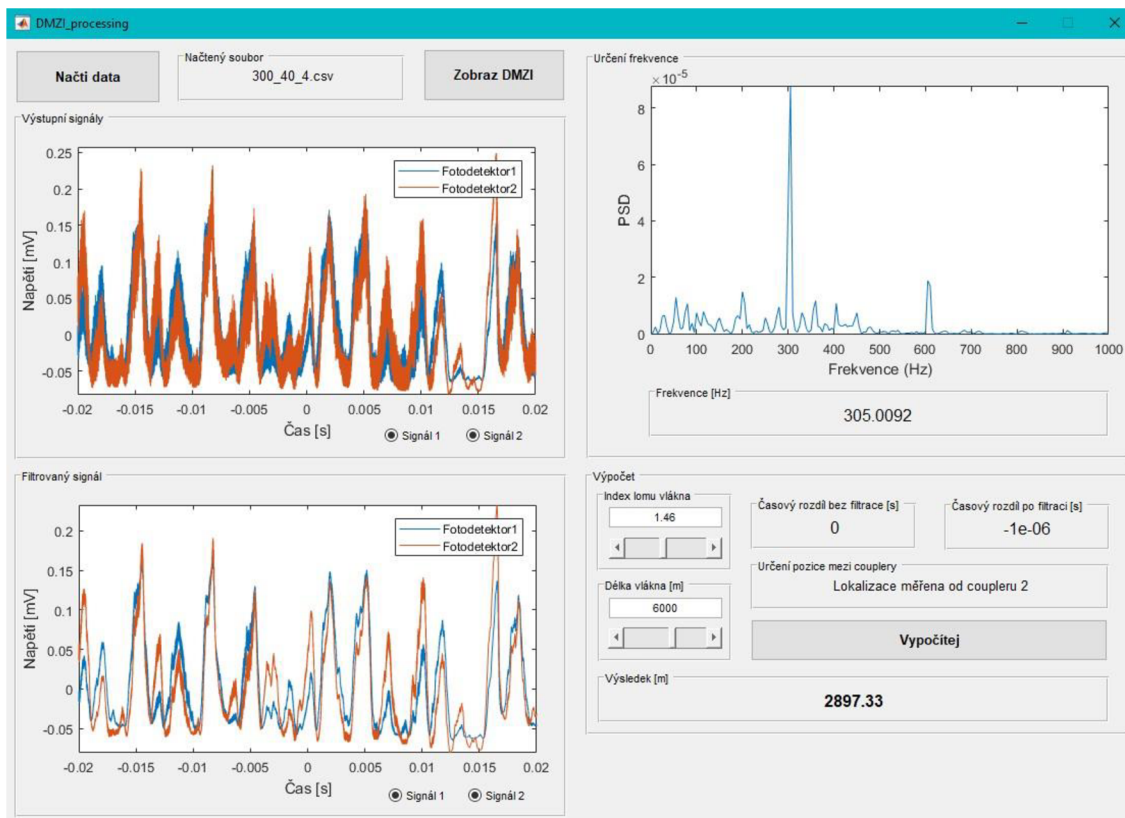 DMZI_processing
Načti data
Načtený soubor
300_40_4.csv
Zobraz DMZI
Výstupní signály
0.25
0.2
0.15
0.1
0.05
0
-0.05
Napětí [mV]
Fotodetektor1
Fotodetektor2
-0.02 -0.015 -0.01 -0.005 0 0.005 0.01 0.015 0.02
Čas [s]
Signál 1
Signál 2
Filtrovaný signál
0.2
0.15
0.1
0.05
0
-0.05
Napětí [mV]
Fotodetektor1
Fotodetektor2
-0.02 -0.015 -0.01 -0.005 0 0.005 0.01 0.015 0.02
Čas [s]
Signál 1
Signál 2
Určení frekvence
×10-5
8
6
4
2
0
PSD
0 100 200 300 400 500 600 700 800 900 1000
Frekvence (Hz)
Frekvence [Hz]
305.0092
Výpočet
Index lomu vlákna
1.46
Časový rozdíl bez filtrace [s]
0
Časový rozdíl po filtraci [s]
-1e-06
Určení pozice mezi couplery
Lokalizace měřena od coupleru 2
Délka vlákna [m]
6000
Vypočítej
Výsledek [m]
2897.33